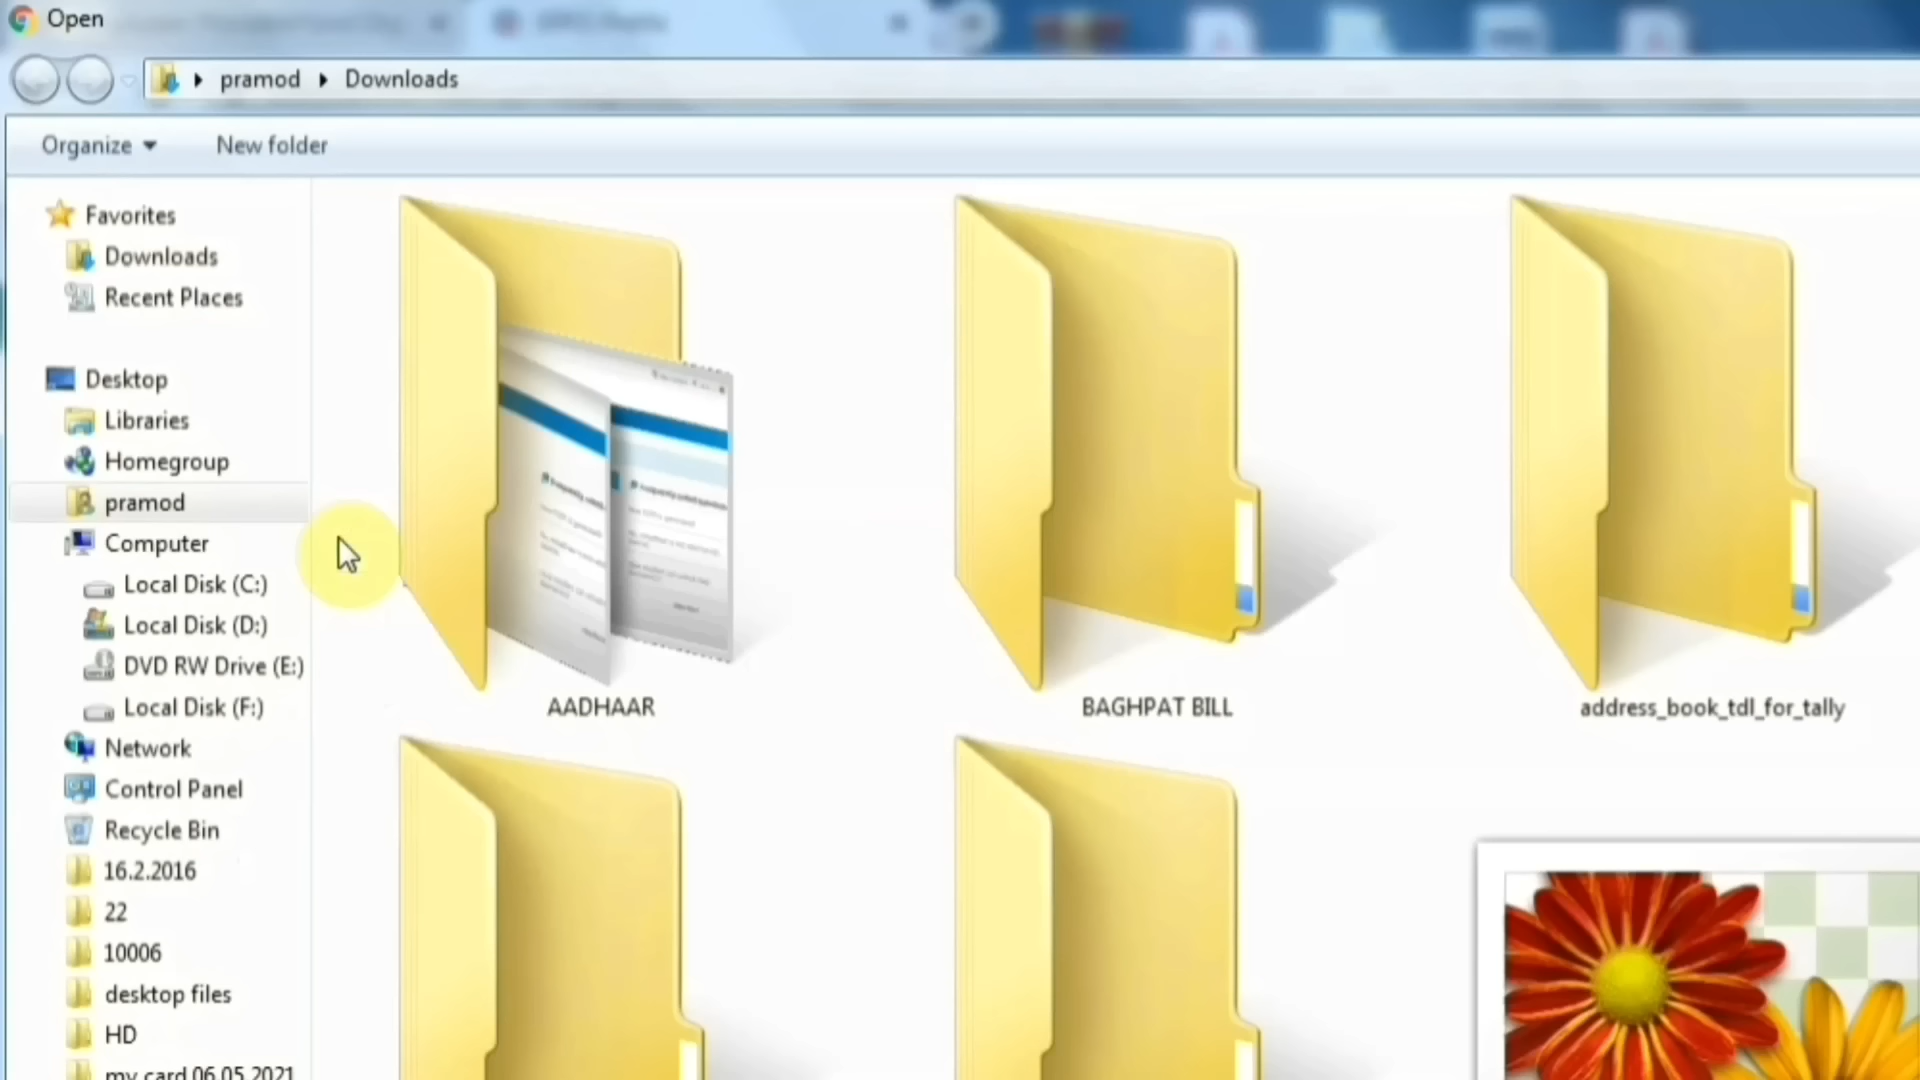 Open
pramod
Downloads
Organize
New folder
Favorites
Downloads
Recent Places
Desktop
Libraries
Homegroup
pramod
Computer
Local Disk (C:)
Local Disk (D:)
DVD RW Drive (E:)
Local Disk (F:)
Network
Control Panel
Recycle Bin
16.2.2016
22
10006
desktop files
HD
my card 06.05.2021
AADHAAR
BAGHPAT BILL
address_book_tdl_for_tally